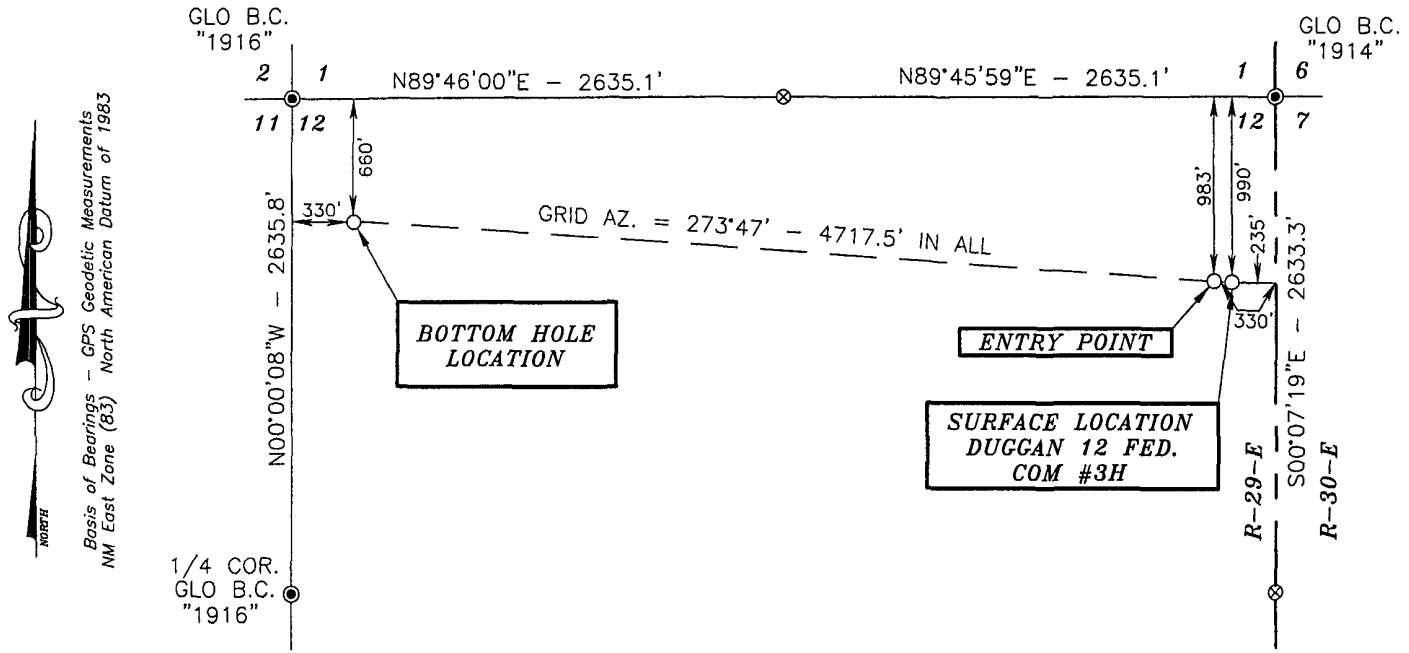 GLO B.C.
"1916"
GLO B.C.
"1914"
2 1
N89°46'00"E - 2635.1'
N89°45'59"E - 2635.1'
1 6
11 12
12 7
660'
983'
990'
235'
330'
GRID AZ. = 273°47' - 4717.5' IN ALL
330'
BOTTOM HOLE
LOCATION
ENTRY POINT
SURFACE LOCATION
DUGGAN 12 FED.
COM #3H
N00°00'08"W - 2635.8'
S00°07'19"E - 2633.3'
R-29-E
R-30-E
1/4 COR.
GLO B.C.
"1916"
NORTH
Basis of Bearings - GPS Geodetic Measurements
NM East Zone (83) North American Datum of 1983